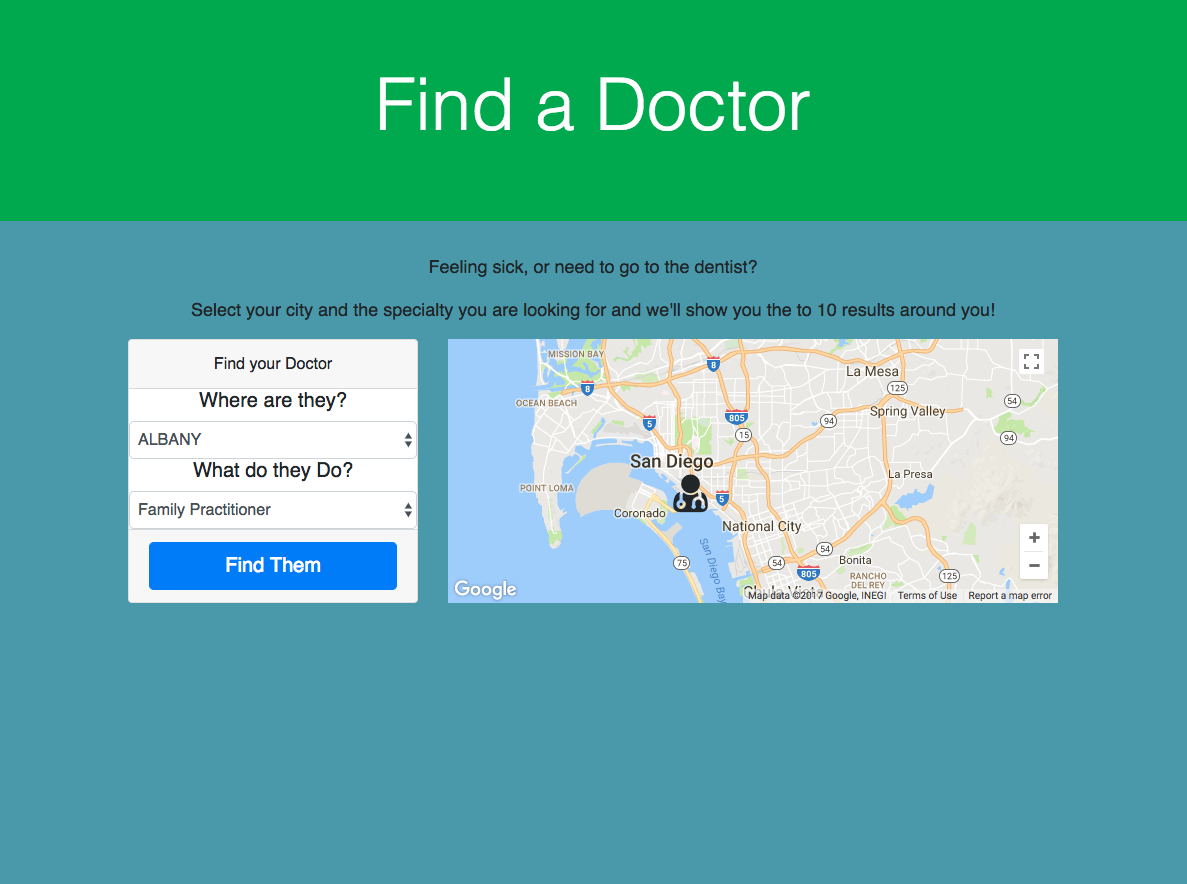 Find a Doctor
Feeling sick, or need to go to the dentist?
Select your city and the specialty you are looking for and we'll show you the to 10 results around you!
Find your Doctor
Where are they?
ALBANY
What do they Do?
Family Practitioner
Find Them
MISSION BAY
8
La Mesa
125
8
54
OCEAN BEACH
Spring Valley
805
5
94
15
94
San Diego
La Presa
POINT LOMA
5
Coronado
National City
+
San Diego Bay
54
Bonita
75
54
805
RANCHO
DEL REY
125
−
Google
Chula Vista
Map data ©2017 Google, INEGI
Terms of Use
Report a map error